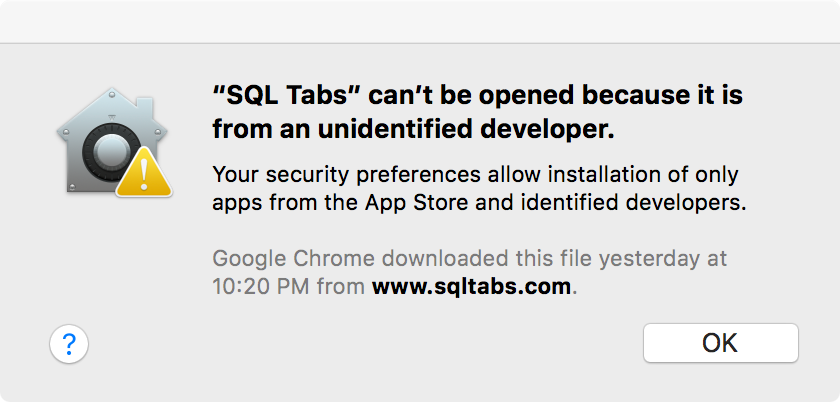 “SQL Tabs” can’t be opened because it is
from an unidentified developer.
Your security preferences allow installation of only
apps from the App Store and identified developers.
Google Chrome downloaded this file yesterday at
10:20 PM from www.sqltabs.com.
?
OK